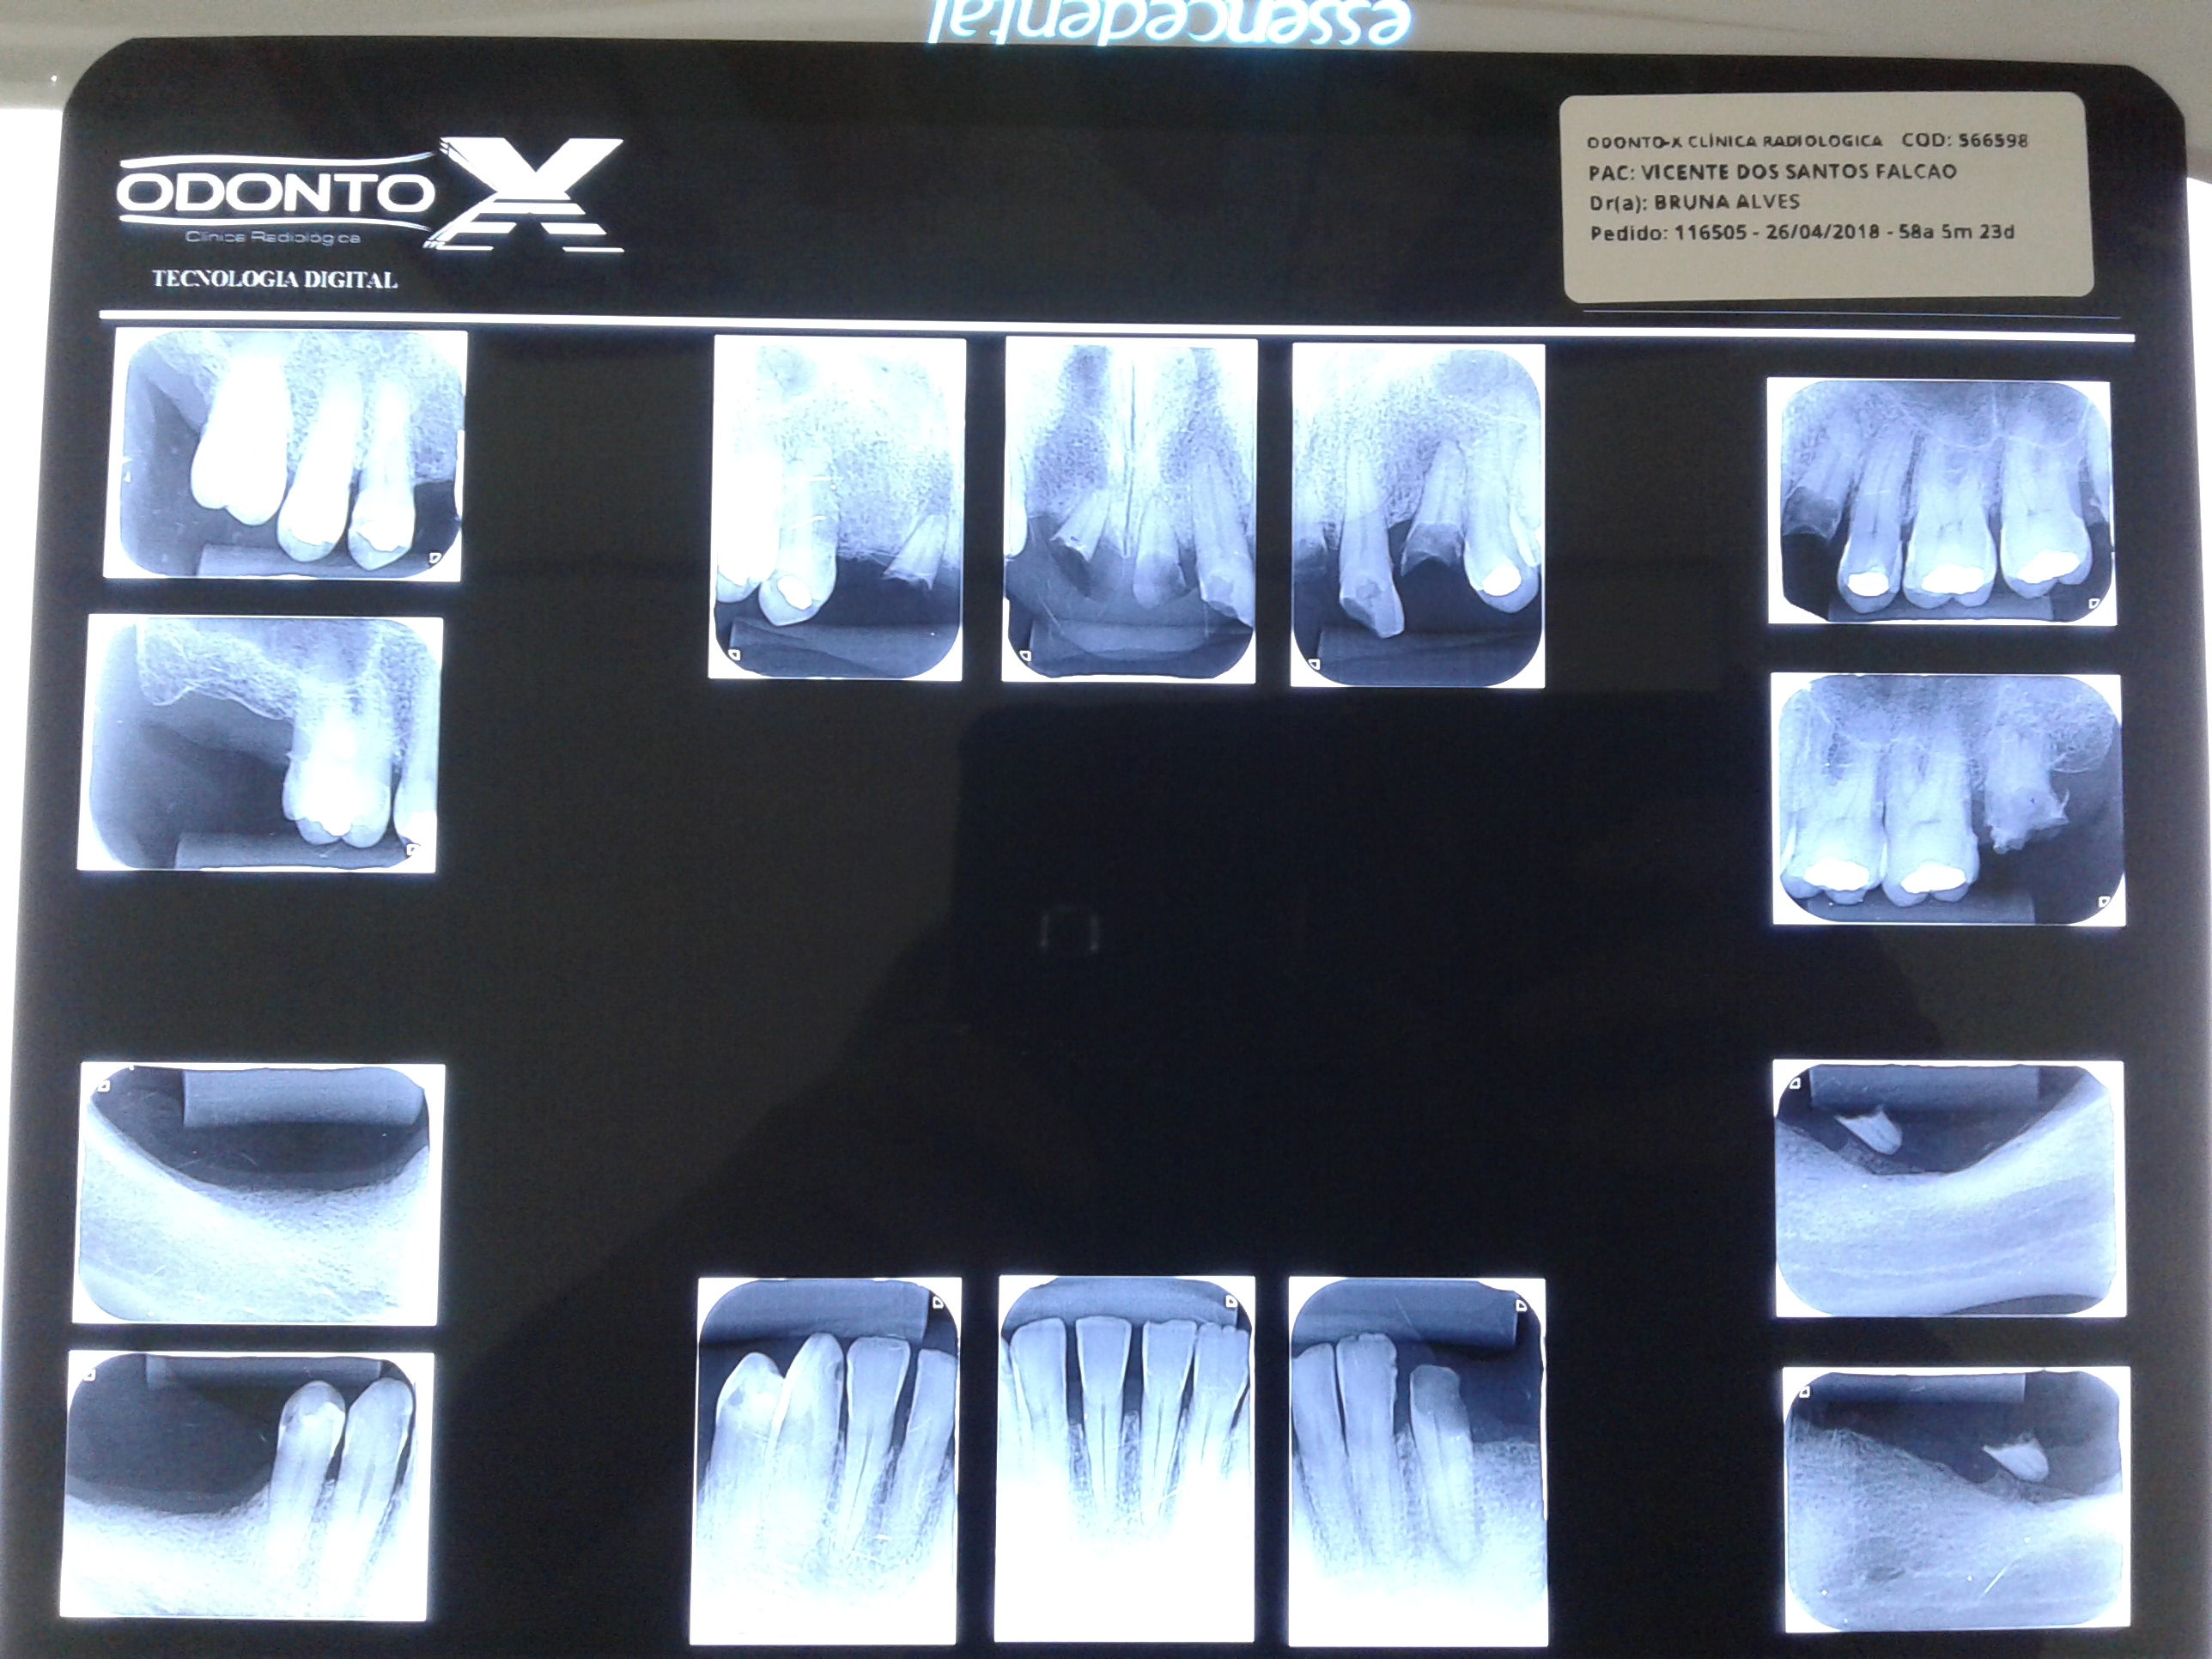 essencedental
ODONTO X
Clínica Radiológica
TECNOLOGIA DIGITAL
ODONTO-X CLÍNICA RADIOLOGICA COD: 566598
PAC: VICENTE DOS SANTOS FALCAO
Dr(a): BRUNA ALVES
Pedido: 116505 - 26/04/2018 - 58a 5m 23d